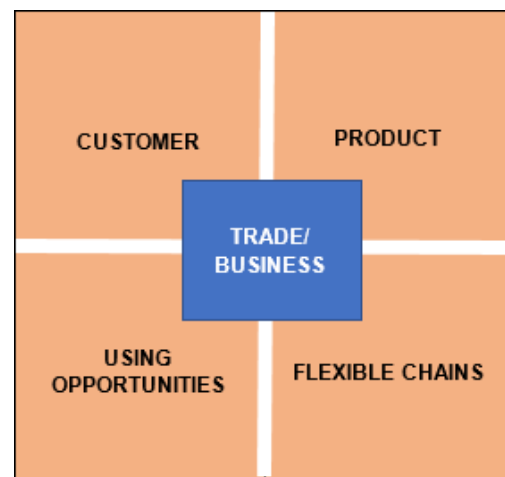 CUSTOMER
PRODUCT
TRADE/
BUSINESS
USING
OPPORTUNITIES
FLEXIBLE CHAINS